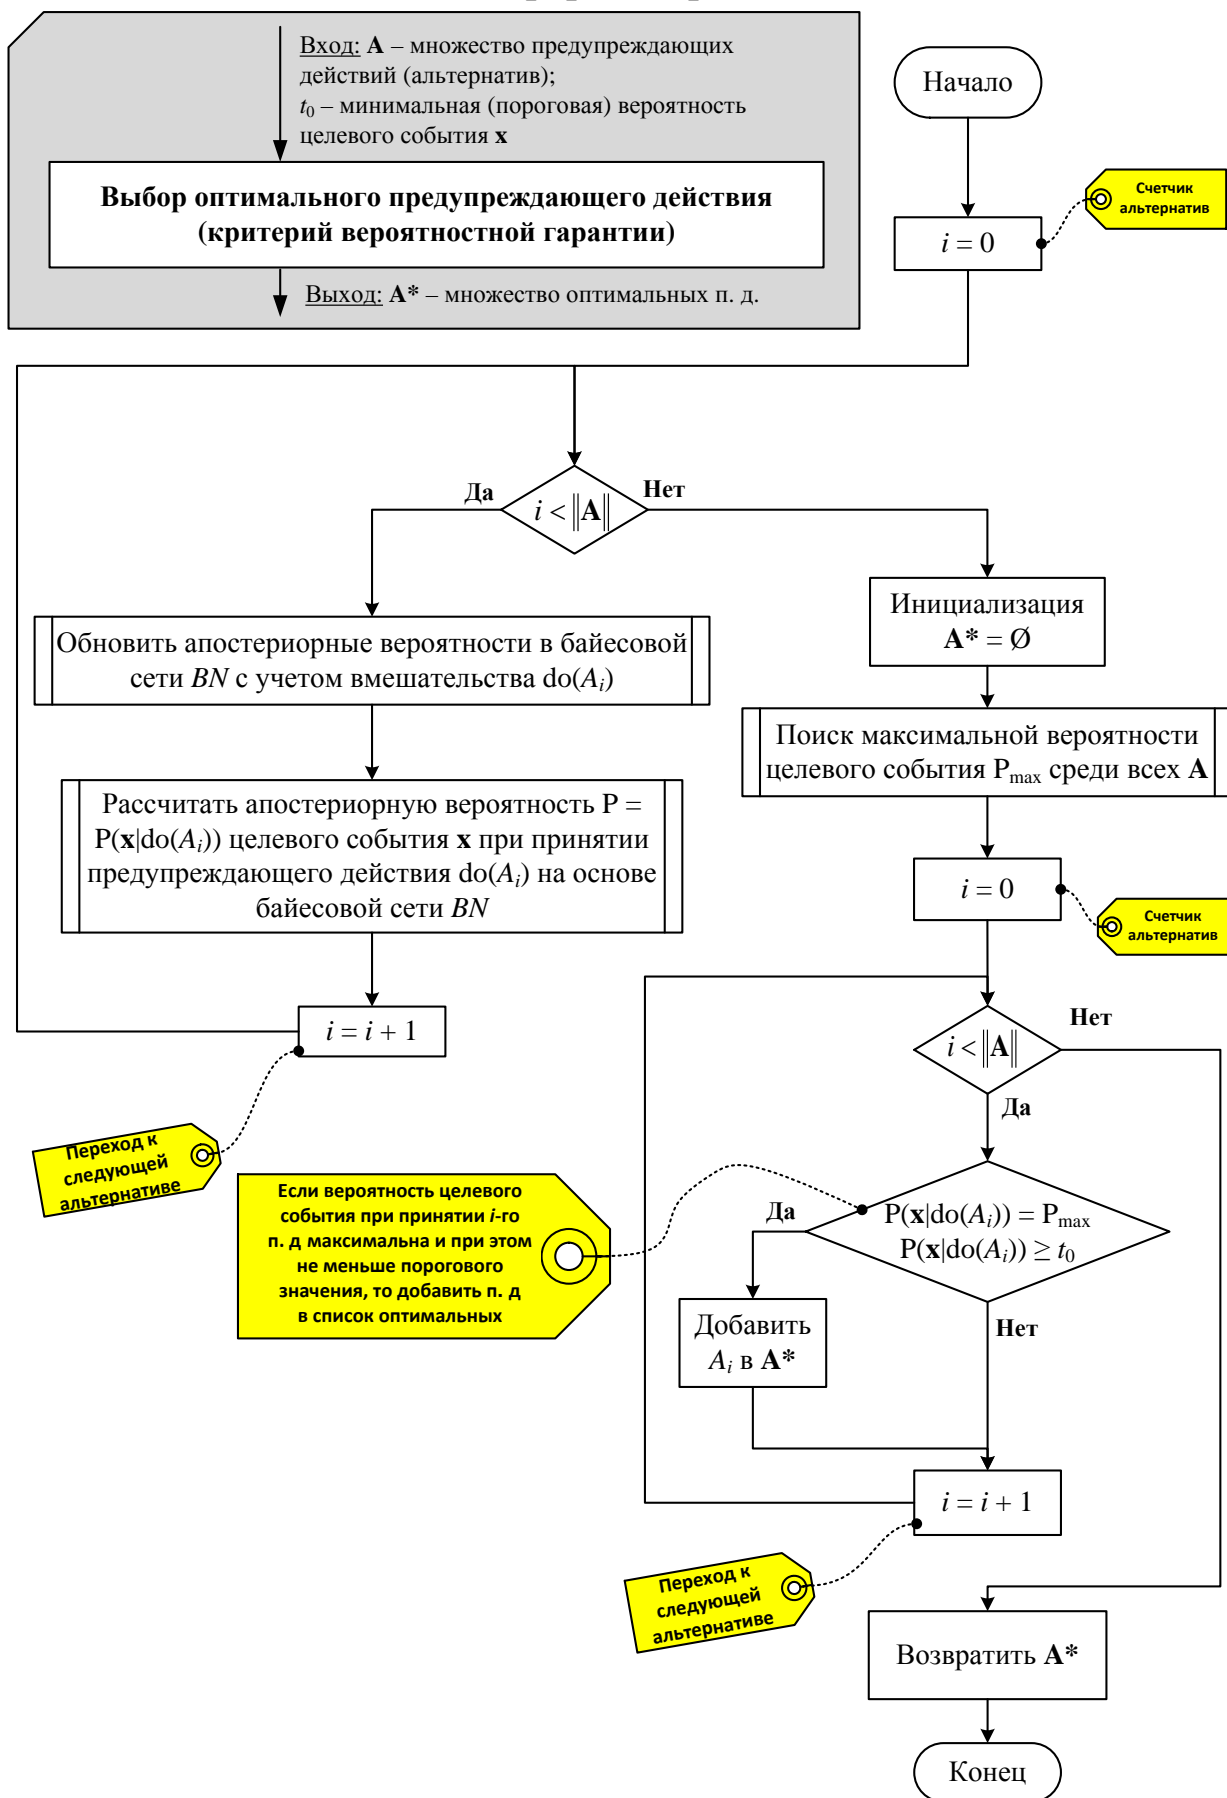 Вход: A – множество предупреждающих
действий (альтернатив);
t₀ – минимальная (пороговая) вероятность
целевого события x
Выбор оптимального предупреждающего действия
(критерий вероятностной гарантии)
Выход: A* – множество оптимальных п. д.
Начало
Счетчик
альтернатив
i = 0
Да
i < ‖A‖
Нет
Обновить апостериорные вероятности в байесовой
сети BN с учетом вмешательства do(Aᵢ)
Рассчитать апостериорную вероятность P =
P(x|do(Aᵢ)) целевого события x при принятии
предупреждающего действия do(Aᵢ) на основе
байесовой сети BN
i = i + 1
Переход к
следующей
альтернативе
Инициализация
A* = Ø
Поиск максимальной вероятности
целевого события Pmax среди всех A
i = 0
Счетчик
альтернатив
i < ‖A‖
Нет
Да
Если вероятность целевого
события при принятии i-го
п. д максимальна и при этом
не меньше порогового
значения, то добавить п. д
в список оптимальных
Да
P(x|do(Aᵢ)) = Pmax
P(x|do(Aᵢ)) ≥ t₀
Нет
Добавить
Aᵢ в A*
i = i + 1
Переход к
следующей
альтернативе
Возвратить A*
Конец